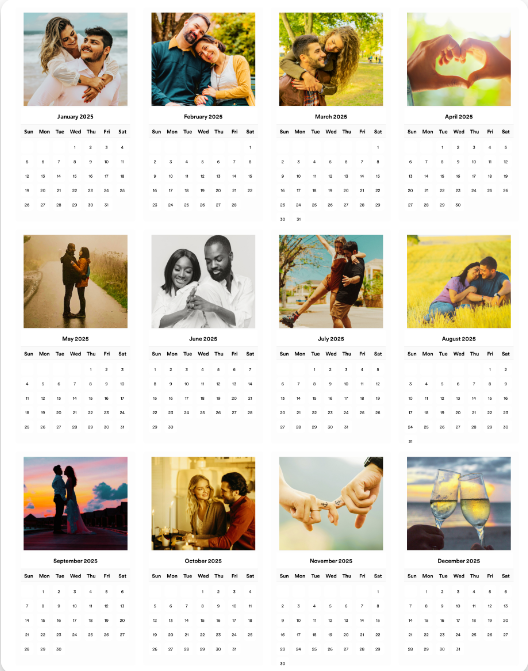 January 2025
Sun Mon Tue Wed Thu Fri Sat
1 2 3 4
5 6 7 8 9 10 11
12 13 14 15 16 17 18
19 20 21 22 23 24 25
26 27 28 29 30 31
February 2025
Sun Mon Tue Wed Thu Fri Sat
1
2 3 4 5 6 7 8
9 10 11 12 13 14 15
16 17 18 19 20 21 22
23 24 25 26 27 28
March 2025
Sun Mon Tue Wed Thu Fri Sat
1
2 3 4 5 6 7 8
9 10 11 12 13 14 15
16 17 18 19 20 21 22
23 24 25 26 27 28 29
30 31
April 2025
Sun Mon Tue Wed Thu Fri Sat
1 2 3 4 5
6 7 8 9 10 11 12
13 14 15 16 17 18 19
20 21 22 23 24 25 26
27 28 29 30
May 2025
Sun Mon Tue Wed Thu Fri Sat
1 2 3
4 5 6 7 8 9 10
11 12 13 14 15 16 17
18 19 20 21 22 23 24
25 26 27 28 29 30 31
June 2025
Sun Mon Tue Wed Thu Fri Sat
1 2 3 4 5 6 7
8 9 10 11 12 13 14
15 16 17 18 19 20 21
22 23 24 25 26 27 28
29 30
July 2025
Sun Mon Tue Wed Thu Fri Sat
1 2 3 4 5
6 7 8 9 10 11 12
13 14 15 16 17 18 19
20 21 22 23 24 25 26
27 28 29 30 31
August 2025
Sun Mon Tue Wed Thu Fri Sat
1 2
3 4 5 6 7 8 9
10 11 12 13 14 15 16
17 18 19 20 21 22 23
24 25 26 27 28 29 30
31
September 2025
Sun Mon Tue Wed Thu Fri Sat
1 2 3 4 5 6
7 8 9 10 11 12 13
14 15 16 17 18 19 20
21 22 23 24 25 26 27
28 29 30
October 2025
Sun Mon Tue Wed Thu Fri Sat
1 2 3 4
5 6 7 8 9 10 11
12 13 14 15 16 17 18
19 20 21 22 23 24 25
26 27 28 29 30 31
November 2025
Sun Mon Tue Wed Thu Fri Sat
1
2 3 4 5 6 7 8
9 10 11 12 13 14 15
16 17 18 19 20 21 22
23 24 25 26 27 28 29
30
December 2025
Sun Mon Tue Wed Thu Fri Sat
1 2 3 4 5 6
7 8 9 10 11 12 13
14 15 16 17 18 19 20
21 22 23 24 25 26 27
28 29 30 31